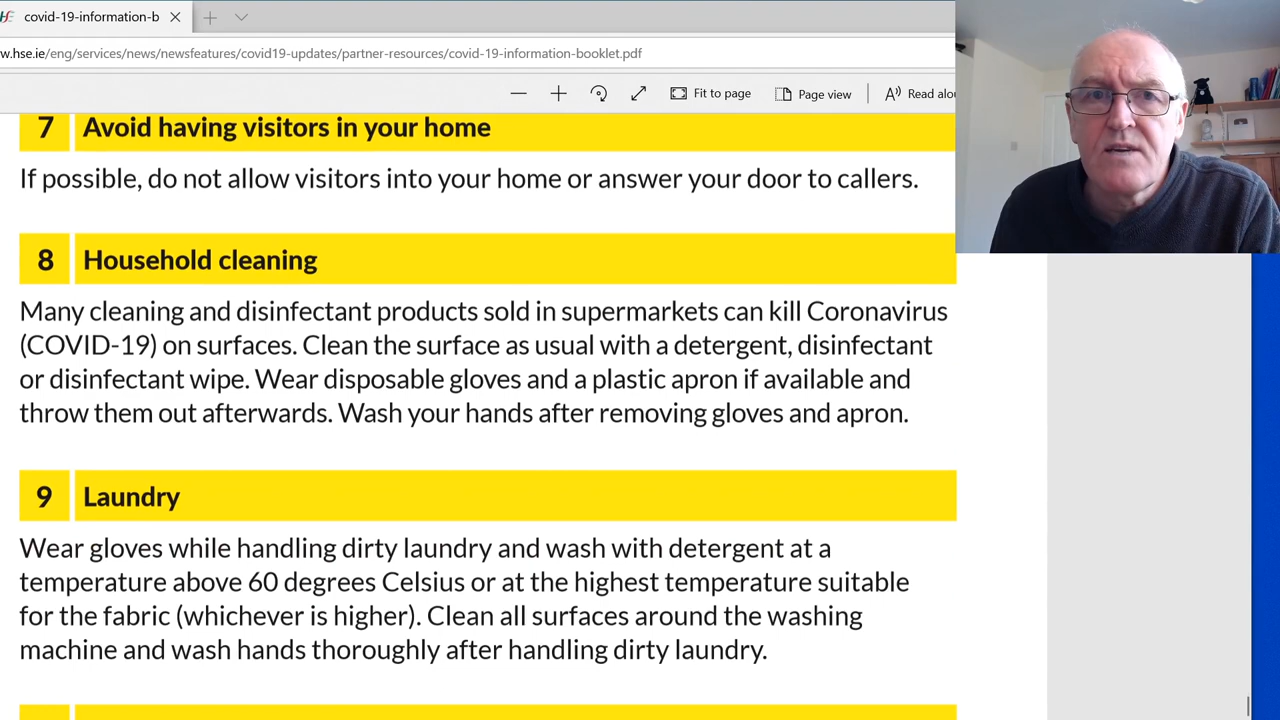 covid-19-information-b
w.hse.ie/eng/services/news/newsfeatures/covid19-updates/partner-resources/covid-19-information-booklet.pdf
Fit to page Page view Read alou
7 Avoid having visitors in your home
If possible, do not allow visitors into your home or answer your door to callers.
8 Household cleaning
Many cleaning and disinfectant products sold in supermarkets can kill Coronavirus
(COVID-19) on surfaces. Clean the surface as usual with a detergent, disinfectant
or disinfectant wipe. Wear disposable gloves and a plastic apron if available and
throw them out afterwards. Wash your hands after removing gloves and apron.
9 Laundry
Wear gloves while handling dirty laundry and wash with detergent at a
temperature above 60 degrees Celsius or at the highest temperature suitable
for the fabric (whichever is higher). Clean all surfaces around the washing
machine and wash hands thoroughly after handling dirty laundry.